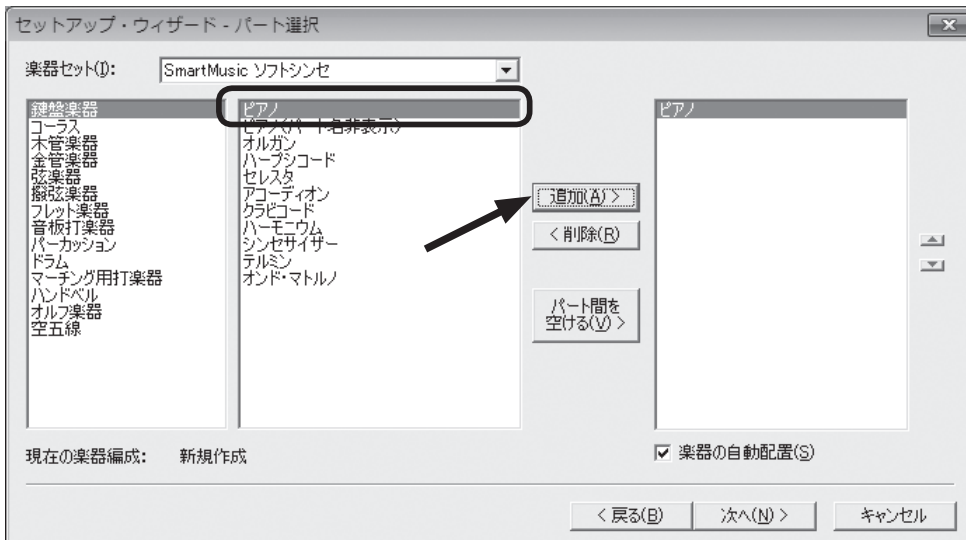 セットアップ・ウィザード - パート選択
楽器セット(I):
SmartMusic ソフトシンセ
鍵盤楽器
コーラス
木管楽器
金管楽器
弦楽器
撥弦楽器
フレット楽器
音板打楽器
パーカッション
ドラム
マーチング用打楽器
ハンドベル
オルフ楽器
空五線
ピアノ
ピアノ(パート名非表示)
オルガン
ハープシコード
セレスタ
アコーディオン
クラビコード
ハーモニウム
シンセサイザー
テルミン
オンド・マトルノ
追加(A) >
< 削除(R)
パート間を
空ける(V) >
ピアノ
現在の楽器編成: 新規作成
楽器の自動配置(S)
< 戻る(B)
次へ(N) >
キャンセル